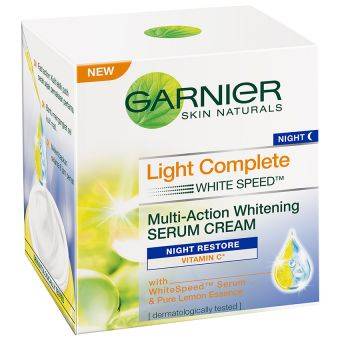 NEW
GARNIER
SKIN NATURALS
NIGHT
Light Complete
WHITE SPEED™
Multi-Action Whitening
SERUM CREAM
NIGHT RESTORE
VITAMIN C*
with
WhiteSpeed™ Serum
& Pure Lemon Essence
[ dermatologically tested ]